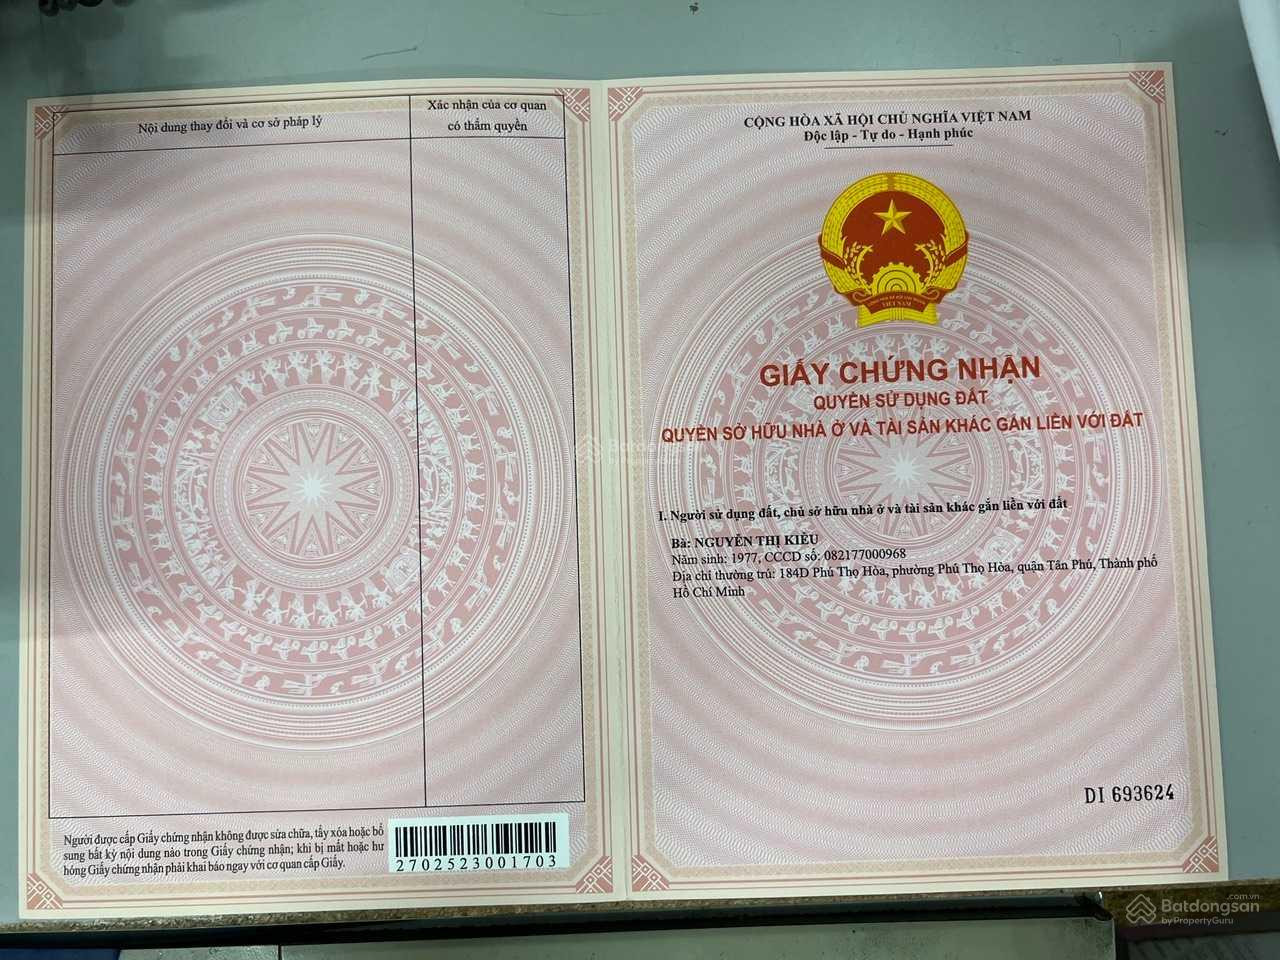 Nội dung thay đổi và cơ sở pháp lý
Xác nhận của cơ quan
có thẩm quyền
Người được cấp Giấy chứng nhận không được sửa chữa, tẩy xóa hoặc bổ
sung bất kỳ nội dung nào trong Giấy chứng nhận; khi bị mất hoặc hư
hỏng Giấy chứng nhận phải khai báo ngay với cơ quan cấp Giấy.
2702523001703
CỘNG HÒA XÃ HỘI CHỦ NGHĨA VIỆT NAM
Độc lập - Tự do - Hạnh phúc
VIỆT NAM
GIẤY CHỨNG NHẬN
QUYỀN SỬ DỤNG ĐẤT
QUYỀN SỞ HỮU NHÀ Ở VÀ TÀI SẢN KHÁC GẮN LIỀN VỚI ĐẤT
I. Người sử dụng đất, chủ sở hữu nhà ở và tài sản khác gắn liền với đất
Bà: NGUYỄN THỊ KIỀU
Năm sinh: 1977, CCCD số: 082177000968
Địa chỉ thường trú: 184D Phú Thọ Hòa, phường Phú Thọ Hòa, quận Tân Phú, Thành phố
Hồ Chí Minh
DI 693624
Batdongsan
Batdongsan.com.vn
by PropertyGuru